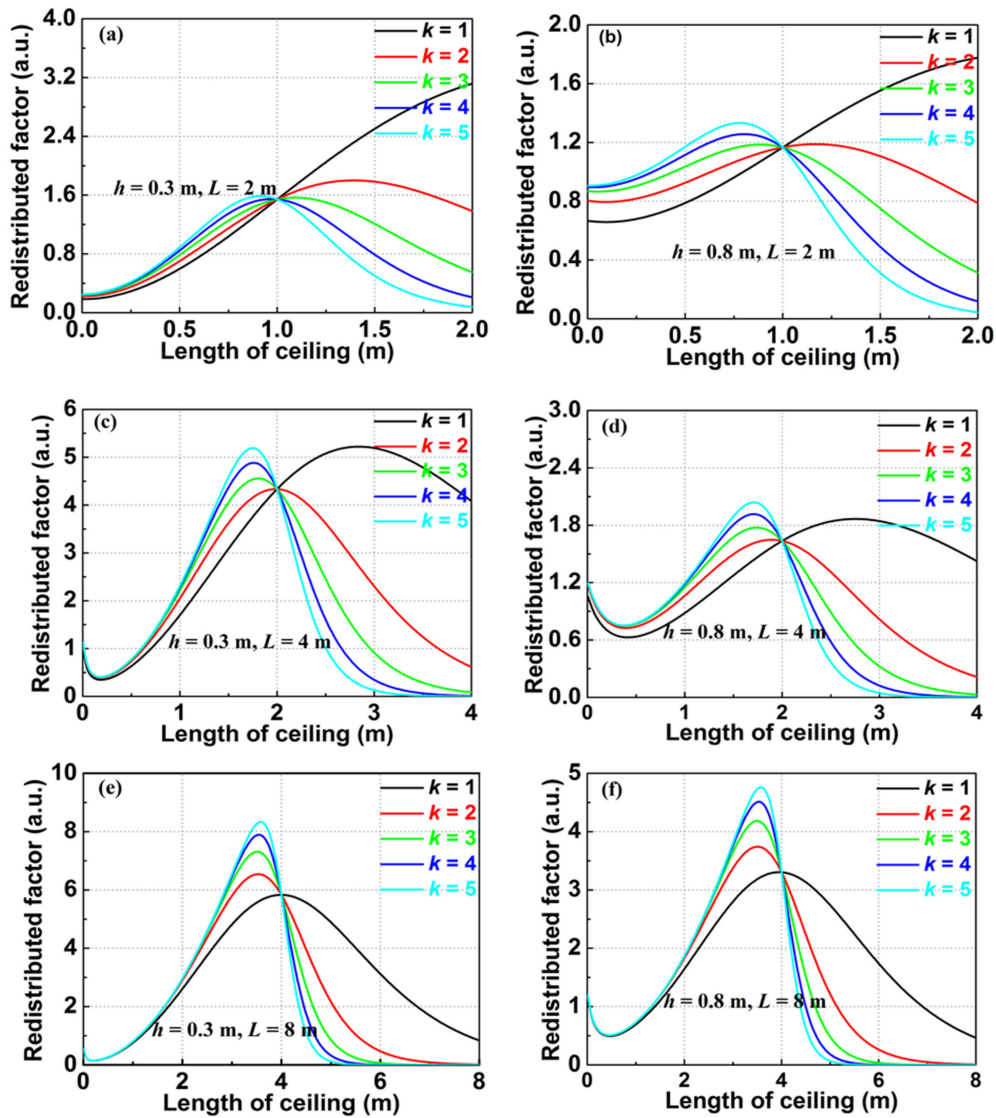 (a)
4.0
3.2
2.4
1.6
0.8
0.0
Redistributed factor (a.u.)
k = 1
k = 2
k = 3
k = 4
k = 5
h = 0.3 m, L = 2 m
0.0 0.5 1.0 1.5 2.0
Length of ceiling (m)
(b)
2.0
1.6
1.2
0.8
0.4
0.0
Redistributed factor (a.u.)
k = 1
k = 2
k = 3
k = 4
k = 5
h = 0.8 m, L = 2 m
0.0 0.5 1.0 1.5 2.0
Length of ceiling (m)
(c)
6
5
4
3
2
1
0
Redistributed factor (a.u.)
k = 1
k = 2
k = 3
k = 4
k = 5
h = 0.3 m, L = 4 m
0 1 2 3 4
Length of ceiling (m)
(d)
3.0
2.4
1.8
1.2
0.6
0.0
Redistributed factor (a.u.)
k = 1
k = 2
k = 3
k = 4
k = 5
h = 0.8 m, L = 4 m
0 1 2 3 4
Length of ceiling (m)
(e)
10
8
6
4
2
0
Redistributed factor (a.u.)
k = 1
k = 2
k = 3
k = 4
k = 5
h = 0.3 m, L = 8 m
0 2 4 6 8
Length of ceiling (m)
(f)
5
4
3
2
1
0
Redistributed factor (a.u.)
k = 1
k = 2
k = 3
k = 4
k = 5
h = 0.8 m, L = 8 m
0 2 4 6 8
Length of ceiling (m)